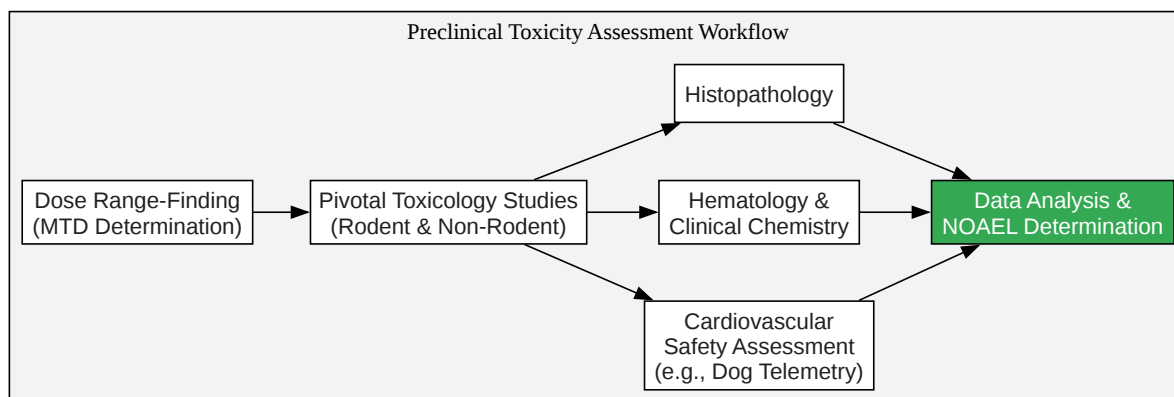 Preclinical Toxicity Assessment Workflow
Histopathology
Dose Range-Finding
(MTD Determination)
Pivotal Toxicology Studies
(Rodent & Non-Rodent)
Hematology &
Clinical Chemistry
Data Analysis &
NOAEL Determination
Cardiovascular
Safety Assessment
(e.g., Dog Telemetry)